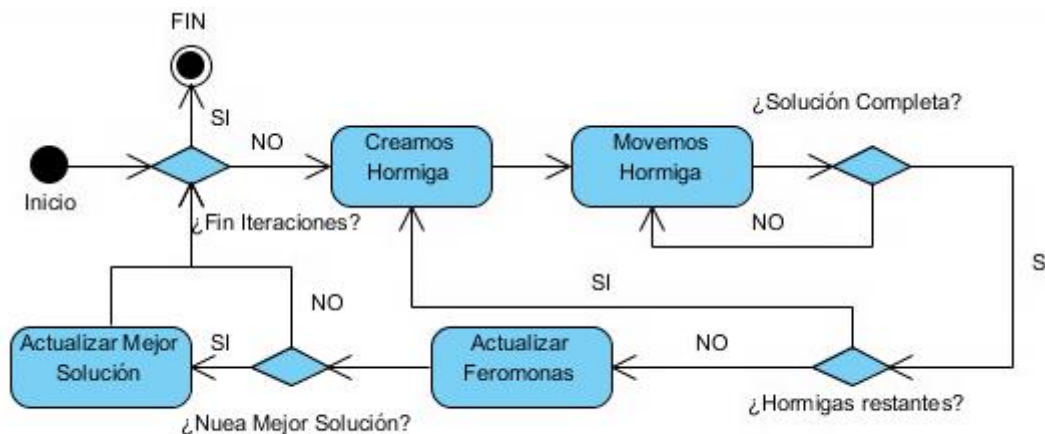 FIN
SI
NO
Creamos
Hormiga
Movemos
Hormiga
¿Solución Completa?
Inicio
¿Fin Iteraciones?
NO
S
SI
NO
Actualizar Mejor
Solución
SI
Actualizar
Feromonas
NO
¿Nuea Mejor Solución?
¿Hormigas restantes?